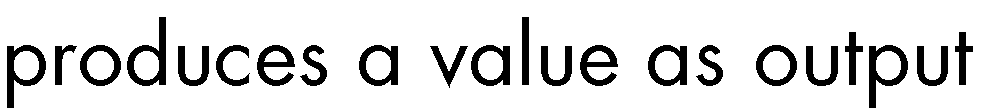 produces a value as output